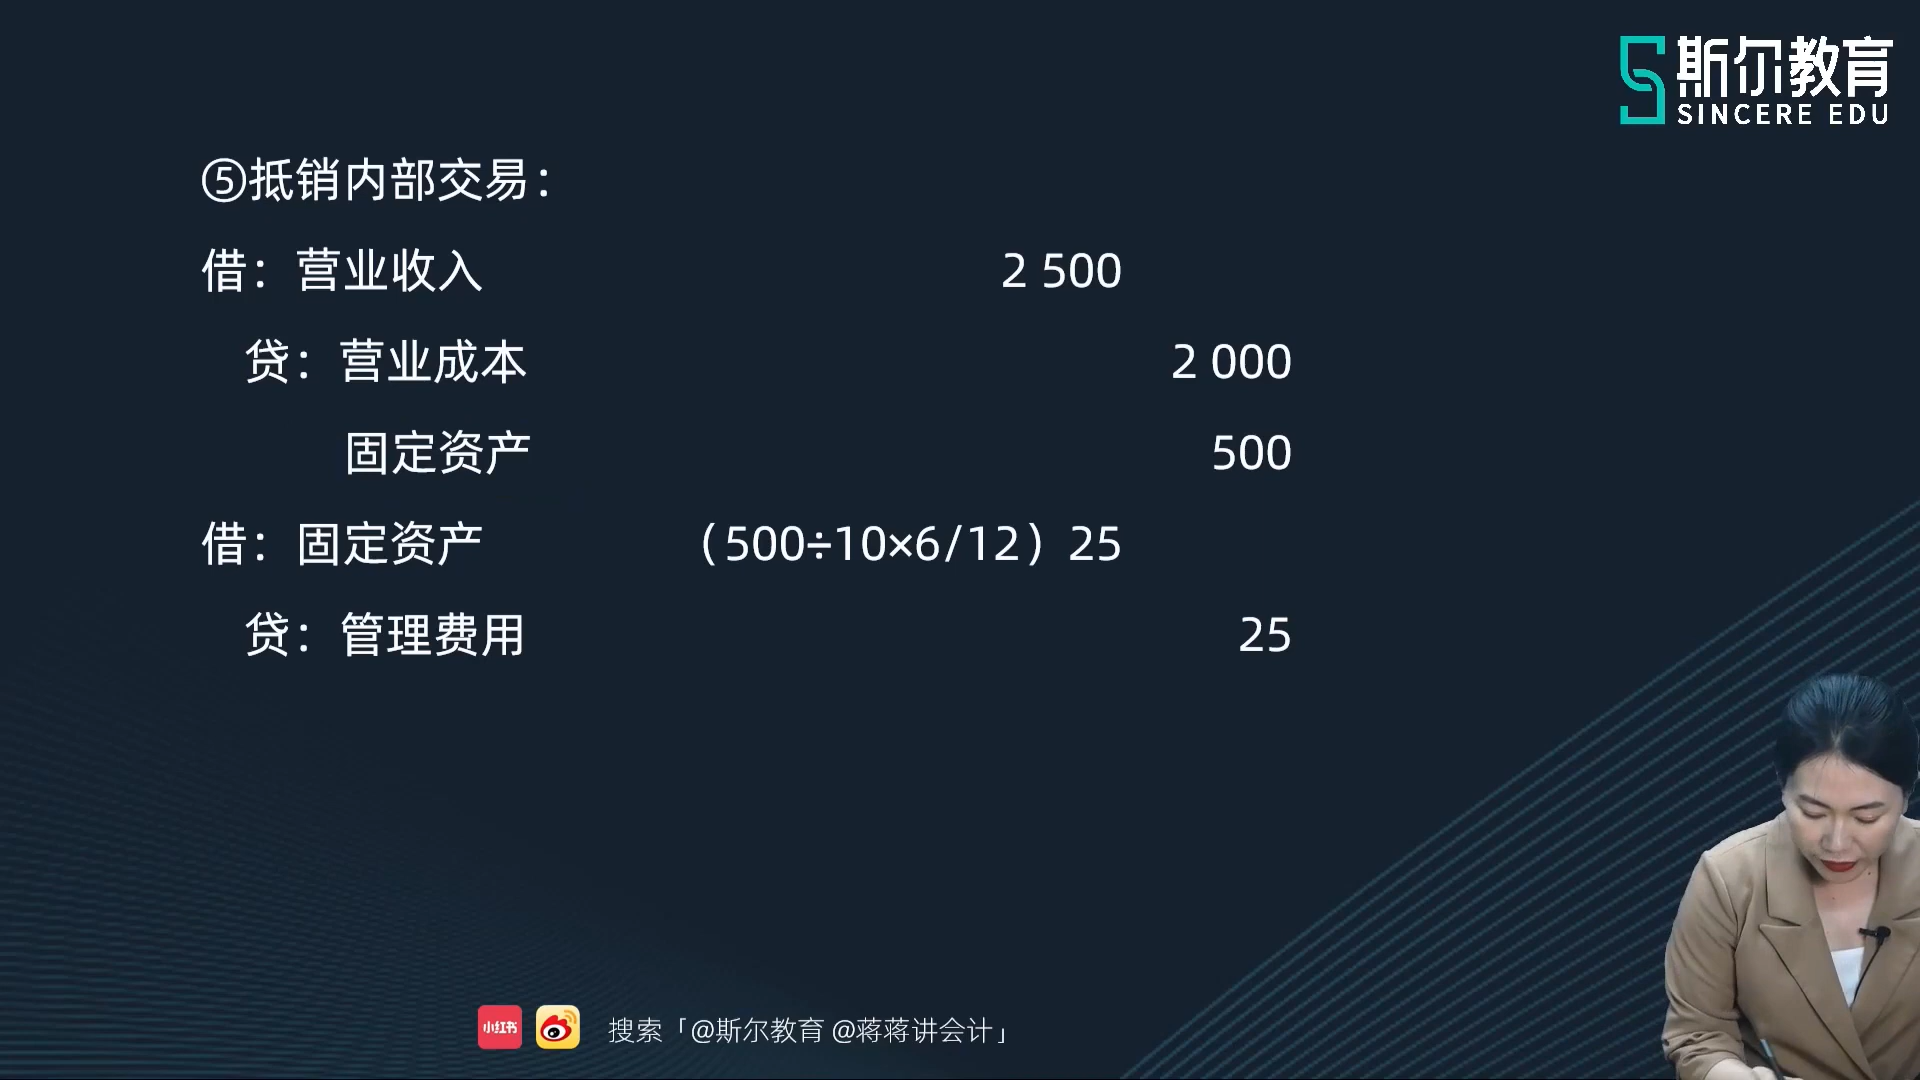 斯尔教育
SINCERE EDU
⑤抵销内部交易：
借：营业收入 2 500
贷：营业成本 2 000
固定资产 500
借：固定资产 （500÷10×6/12）25
贷：管理费用 25
小红书 搜索「@斯尔教育 @蒋蒋讲会计」